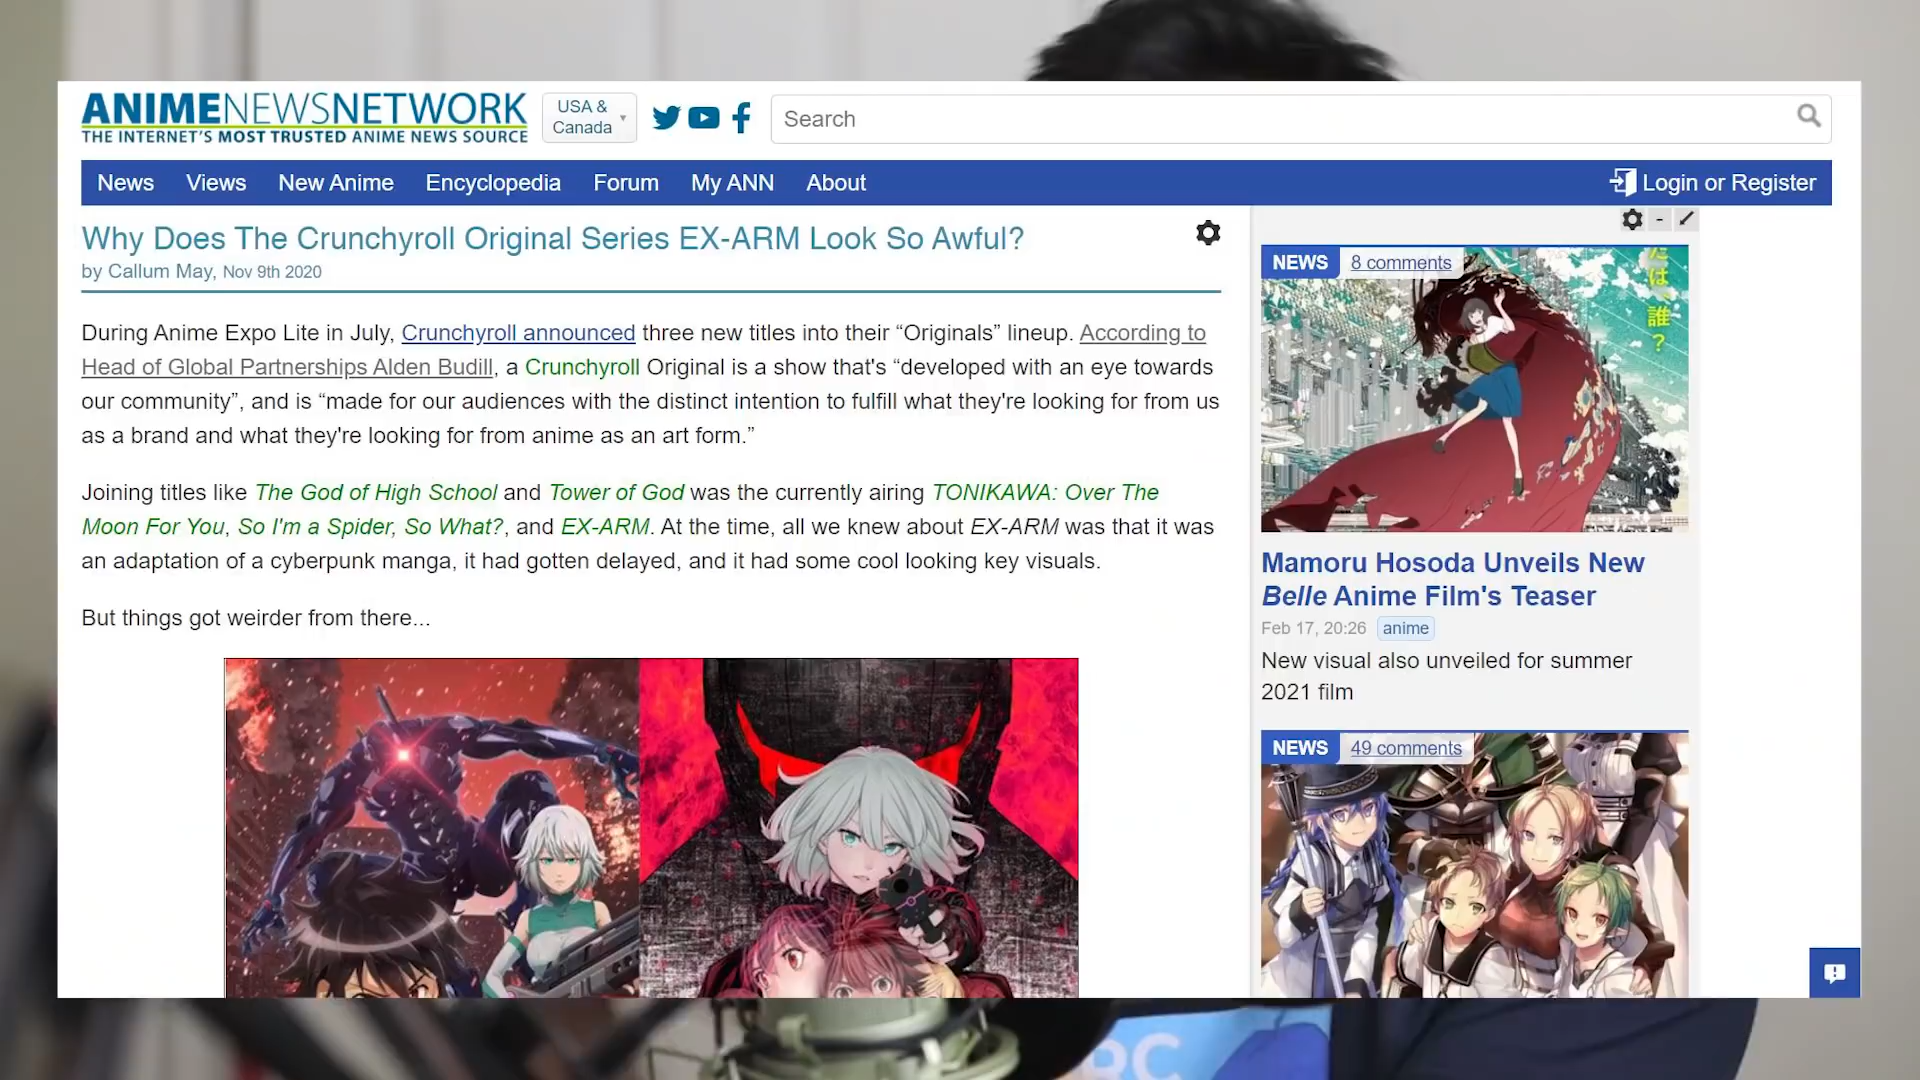 ANIMENEWSNETWORK
THE INTERNET'S MOST TRUSTED ANIME NEWS SOURCE
USA &
Canada
Search
News
Views
New Anime
Encyclopedia
Forum
My ANN
About
Login or Register
Why Does The Crunchyroll Original Series EX-ARM Look So Awful?
by Callum May, Nov 9th 2020
During Anime Expo Lite in July, Crunchyroll announced three new titles into their “Originals” lineup. According to
Head of Global Partnerships Alden Budill, a Crunchyroll Original is a show that's “developed with an eye towards
our community”, and is “made for our audiences with the distinct intention to fulfill what they're looking for from us
as a brand and what they're looking for from anime as an art form.”
Joining titles like The God of High School and Tower of God was the currently airing TONIKAWA: Over The
Moon For You, So I'm a Spider, So What?, and EX-ARM. At the time, all we knew about EX-ARM was that it was
an adaptation of a cyberpunk manga, it had gotten delayed, and it had some cool looking key visuals.
But things got weirder from there...
NEWS
8 comments
は、誰？
Mamoru Hosoda Unveils New
Belle Anime Film's Teaser
Feb 17, 20:26
anime
New visual also unveiled for summer
2021 film
NEWS
49 comments
RC